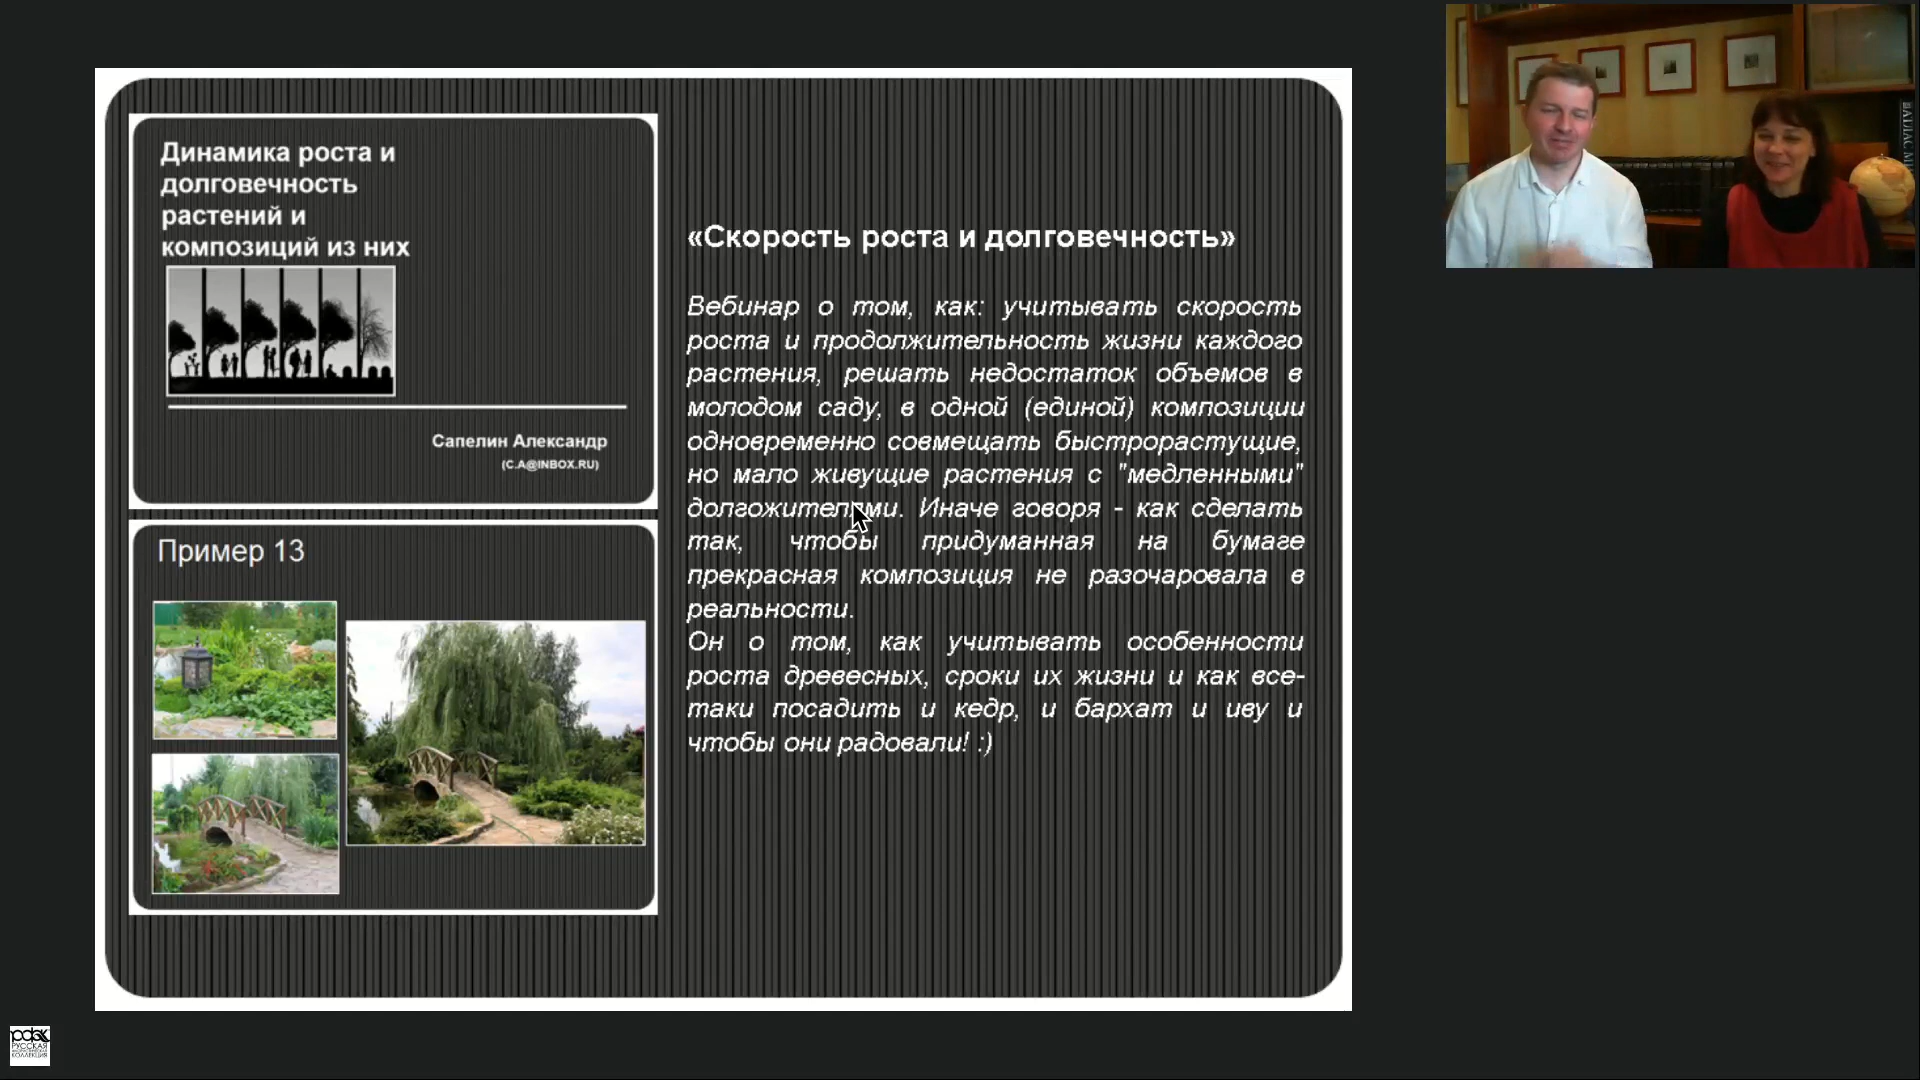 Динамика роста и
долговечность
растений и
композиций из них
Сапелин Александр
(C.A@INBOX.RU)
Пример 13
«Скорость роста и долговечность»
Вебинар о том, как: учитывать скорость
роста и продолжительность жизни каждого
растения, решать недостаток объемов в
молодом саду, в одной (единой) композиции
одновременно совмещать быстрорастущие,
но мало живущие растения с "медленными"
долгожителями. Иначе говоря - как сделать
так, чтобы придуманная на бумаге
прекрасная композиция не разочаровала в
реальности.
Он о том, как учитывать особенности
роста древесных, сроки их жизни и как все-
таки посадить и кедр, и бархат и иву и
чтобы они радовали! :)
АТЛАС
РУССКАЯ
КОЛЛЕКЦИЯ